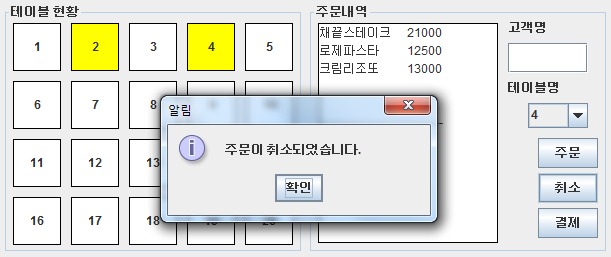 테이블 현황
1 2 3 4 5
6 7 8
11 12 13
16 17 18
주문내역
채끝스테이크 21000
로제파스타 12500
크림리조또 13000
고객명
테이블명
4
주문
취소
결제
알림
주문이 취소되었습니다.
확인